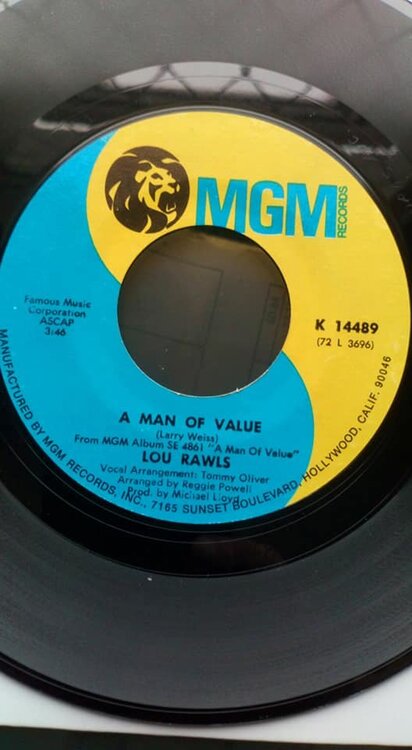 MGM
RECORDS
Famous Music
Corporation
ASCAP
3:46
K 14489
(72 L 3696)
A MAN OF VALUE
(Larry Weiss)
From MGM Album SE 4861 "A Man Of Value"
LOU RAWLS
Vocal Arrangement: Tommy Oliver
Arranged by Reggie Powell
Prod. by Michael Lloyd
MANUFACTURED BY MGM RECORDS, INC., 7165 SUNSET BOULEVARD, HOLLYWOOD, CALIF. 90046